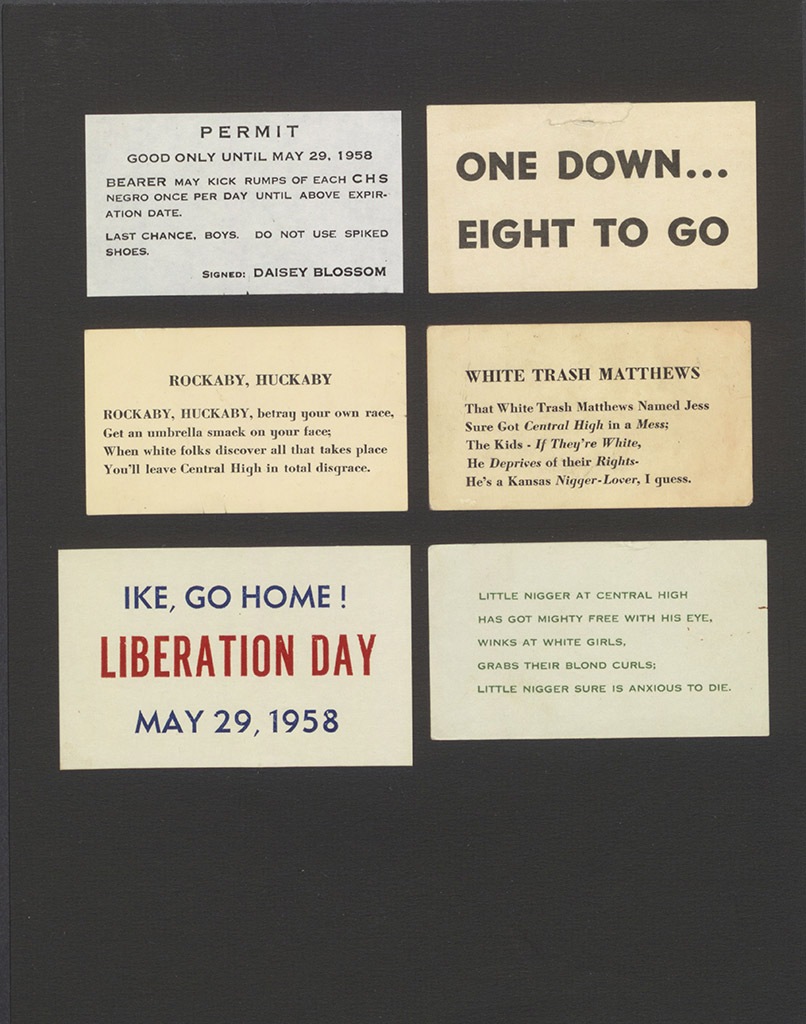 PERMIT
GOOD ONLY UNTIL MAY 29, 1958
BEARER MAY KICK RUMPS OF EACH CHS
NEGRO ONCE PER DAY UNTIL ABOVE EXPIR-
ATION DATE.
LAST CHANCE, BOYS. DO NOT USE SPIKED
SHOES.
SIGNED: DAISEY BLOSSOM
ONE DOWN...
EIGHT TO GO
ROCKABY, HUCKABY
ROCKABY, HUCKABY, betray your own race,
Get an umbrella smack on your face;
When white folks discover all that takes place
You'll leave Central High in total disgrace.
WHITE TRASH MATTHEWS
That White Trash Matthews Named Jess
Sure Got Central High in a Mess;
The Kids - If They're White,
He Deprives of their Rights-
He's a Kansas Nigger-Lover, I guess.
IKE, GO HOME!
LIBERATION DAY
MAY 29, 1958
LITTLE NIGGER AT CENTRAL HIGH
HAS GOT MIGHTY FREE WITH HIS EYE,
WINKS AT WHITE GIRLS,
GRABS THEIR BLOND CURLS;
LITTLE NIGGER SURE IS ANXIOUS TO DIE.